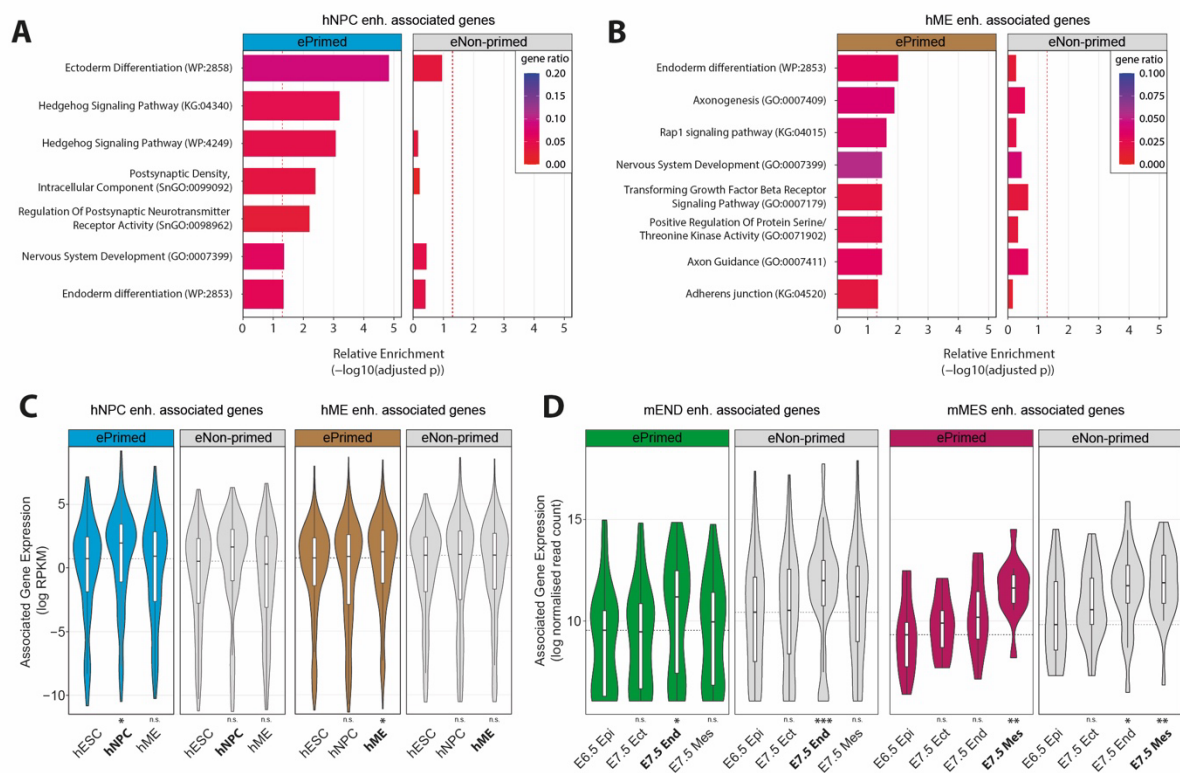 A
hNPC enh. associated genes
ePrimed
eNon-primed
Ectoderm Differentiation (WP:2858)
Hedgehog Signaling Pathway (KG:04340)
Hedgehog Signaling Pathway (WP:4249)
Postsynaptic Density,
Intracellular Component (SnGO:0099092)
Regulation Of Postsynaptic Neurotmitter
Receptor Activity (SnGO:0098962)
Nervous System Development (GO:0007399)
Endoderm differentiation (WP:2853)
gene ratio
0.20
0.15
0.10
0.05
0.00
0 1 2 3 4 5
0 1 2 3 4 5
Relative Enrichment
(−log10(adjusted p))
B
hME enh. associated genes
ePrimed
eNon-primed
Endoderm differentiation (WP:2853)
Axonogenesis (GO:0007409)
Rap1 signaling pathway (KG:04015)
Nervous System Development (GO:0007399)
Transforming Growth Factor Beta Receptor
Signaling Pathway (GO:0007179)
Positive Regulation Of Protein Serine/
Threonine Kinase Activity (GO:0071902)
Axon Guidance (GO:0007411)
Adherens junction (KG:04520)
gene ratio
0.100
0.075
0.050
0.025
0.000
0 1 2 3 4 5
0 1 2 3 4 5
Relative Enrichment
(−log10(adjusted p))
C
hNPC enh. associated genes
hME enh. associated genes
ePrimed
eNon-primed
ePrimed
eNon-primed
Associated Gene Expression
(log RPKM)
5
0
−5
−10
* n.s.
n.s. n.s.
n.s. *
n.s. n.s.
hESC hNPC hME
hESC hNPC hME
hESC hNPC hME
hESC hNPC hME
D
mEND enh. associated genes
mMES enh. associated genes
ePrimed
eNon-primed
ePrimed
eNon-primed
Associated Gene Expression
(log normalised read count)
15
10
n.s. * n.s.
n.s. *** n.s.
n.s. n.s. **
n.s. * **
E6.5 Epi E7.5 Ect E7.5 End E7.5 Mes
E6.5 Epi E7.5 Ect E7.5 End E7.5 Mes
E6.5 Epi E7.5 Ect E7.5 End E7.5 Mes
E6.5 Epi E7.5 Ect E7.5 End E7.5 Mes